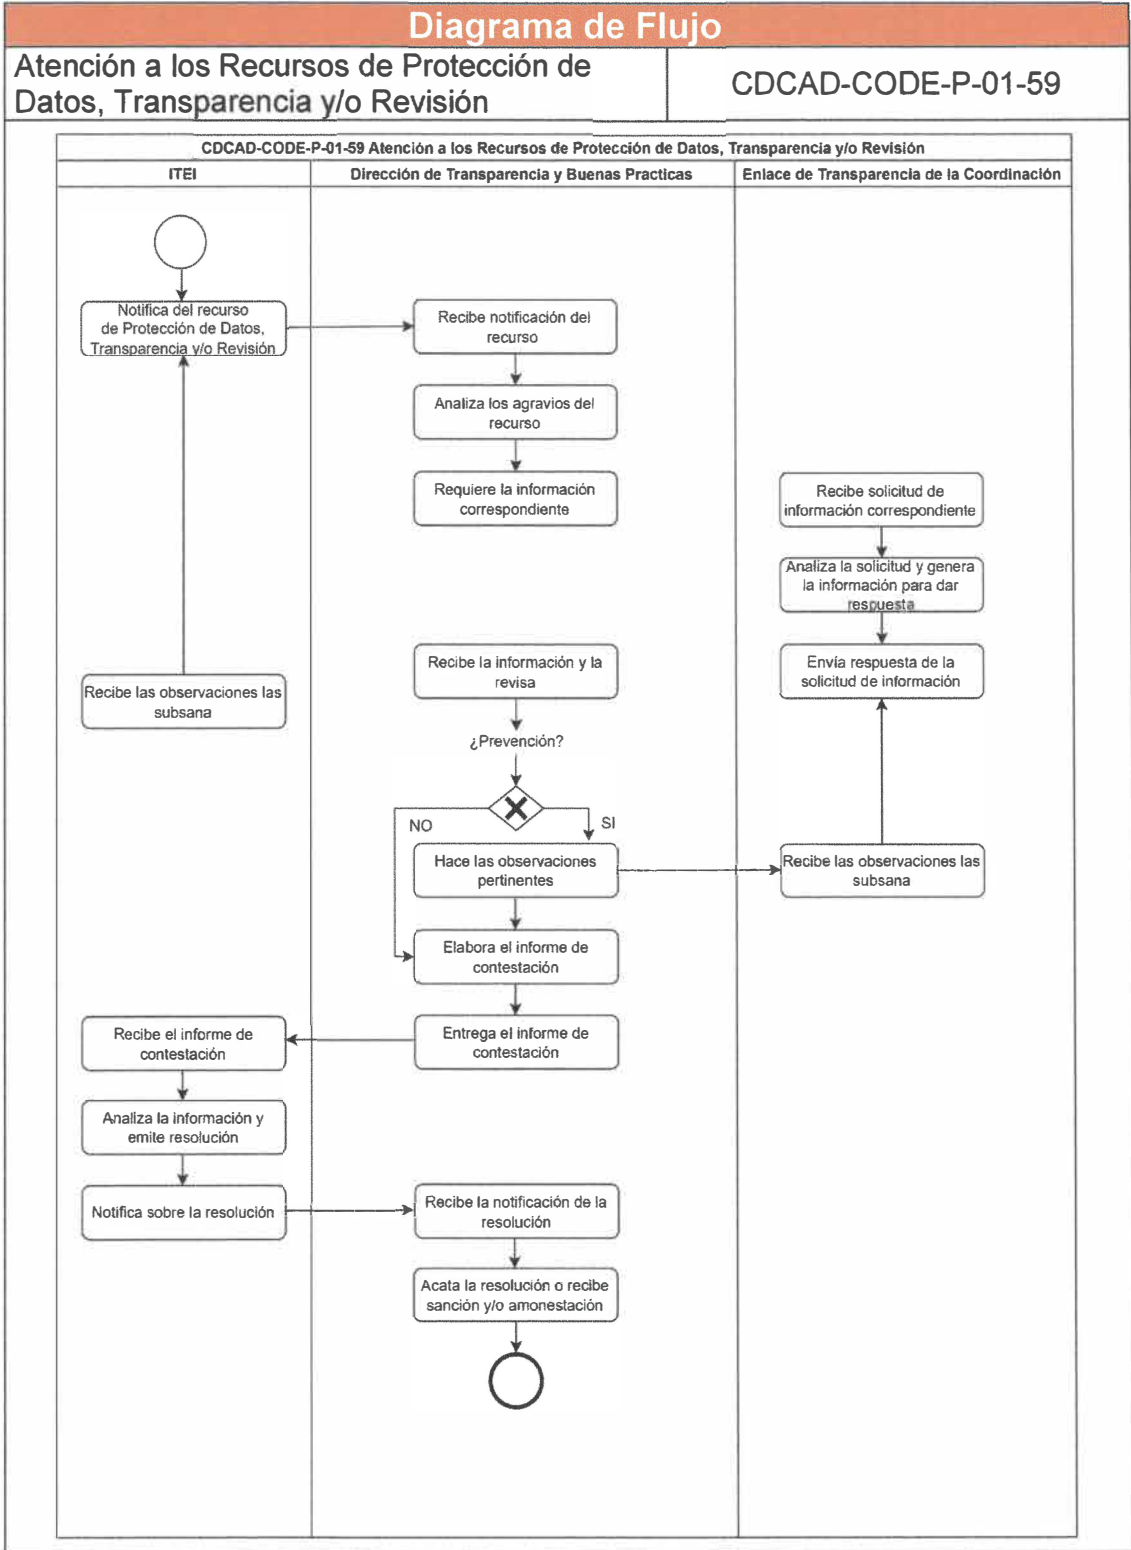 Diagrama de Flujo
Atención a los Recursos de Protección de
Datos, Transparencia y/o Revisión
CDCAD-CODE-P-01-59
CDCAD-CODE-P-01-59 Atención a los Recursos de Protección de Datos, Transparencia y/o Revisión
ITEI
Dirección de Transparencia y Buenas Practicas
Enlace de Transparencia de la Coordinación
Notifica del recurso
de Protección de Datos,
Transparencia y/o Revisión
Recibe notificación del
recurso
Analiza los agravios del
recurso
Requiere la información
correspondiente
Recibe solicitud de
información correspondiente
Analiza la solicitud y genera
la información para dar
respuesta
Recibe la información y la
revisa
Envía respuesta de la
solicitud de información
Recibe las observaciones las
subsana
¿Prevención?
NO
SI
Hace las observaciones
pertinentes
Recibe las observaciones las
subsana
Elabora el informe de
contestación
Recibe el informe de
contestación
Entrega el informe de
contestación
Analiza la información y
emite resolución
Notifica sobre la resolución
Recibe la notificación de la
resolución
Acata la resolución o recibe
sanción y/o amonestación